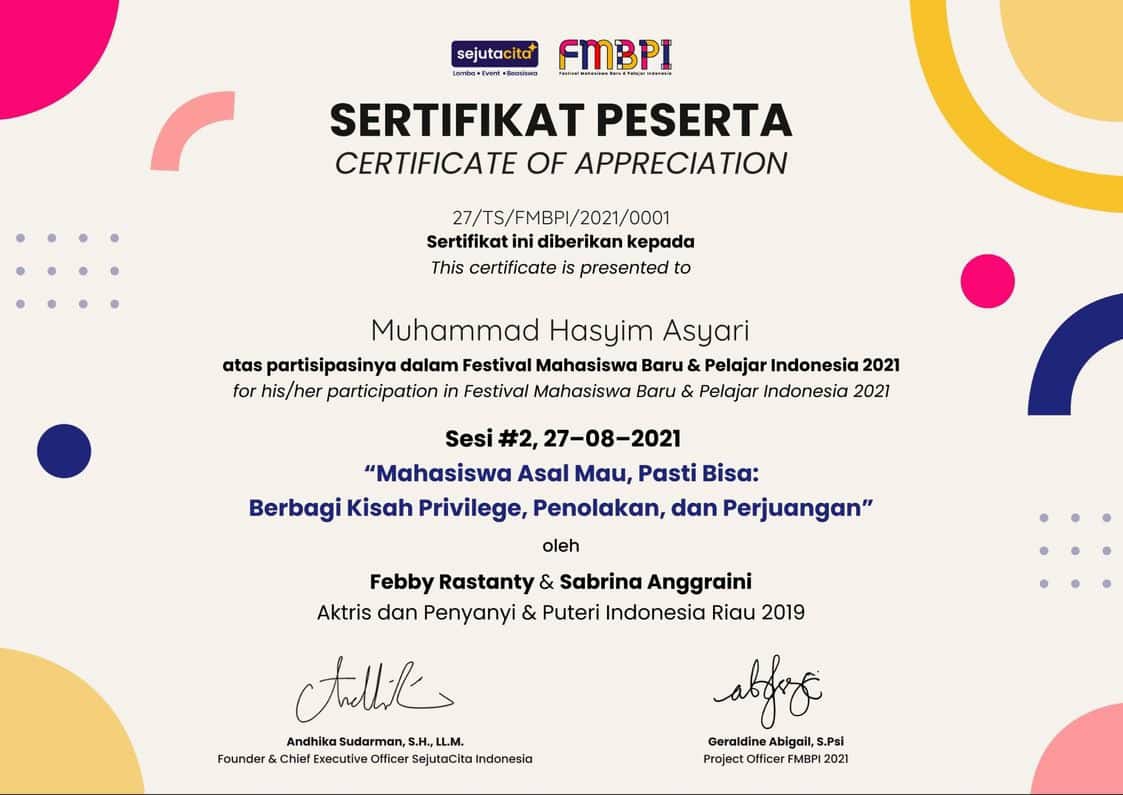 sejutacita
Lomba • Event • Beasiswa
FMBPI
Festival Mahasiswa Baru & Pelajar Indonesia
SERTIFIKAT PESERTA
CERTIFICATE OF APPRECIATION
27/TS/FMBPI/2021/0001
Sertifikat ini diberikan kepada
This certificate is presented to
Muhammad Hasyim Asyari
atas partisipasinya dalam Festival Mahasiswa Baru & Pelajar Indonesia 2021
for his/her participation in Festival Mahasiswa Baru & Pelajar Indonesia 2021
Sesi #2, 27–08–2021
“Mahasiswa Asal Mau, Pasti Bisa:
Berbagi Kisah Privilege, Penolakan, dan Perjuangan”
oleh
Febby Rastanty & Sabrina Anggraini
Aktris dan Penyanyi & Puteri Indonesia Riau 2019
Andhika Sudarman, S.H., LL.M.
Founder & Chief Executive Officer SejutaCita Indonesia
Geraldine Abigail, S.Psi
Project Officer FMBPI 2021